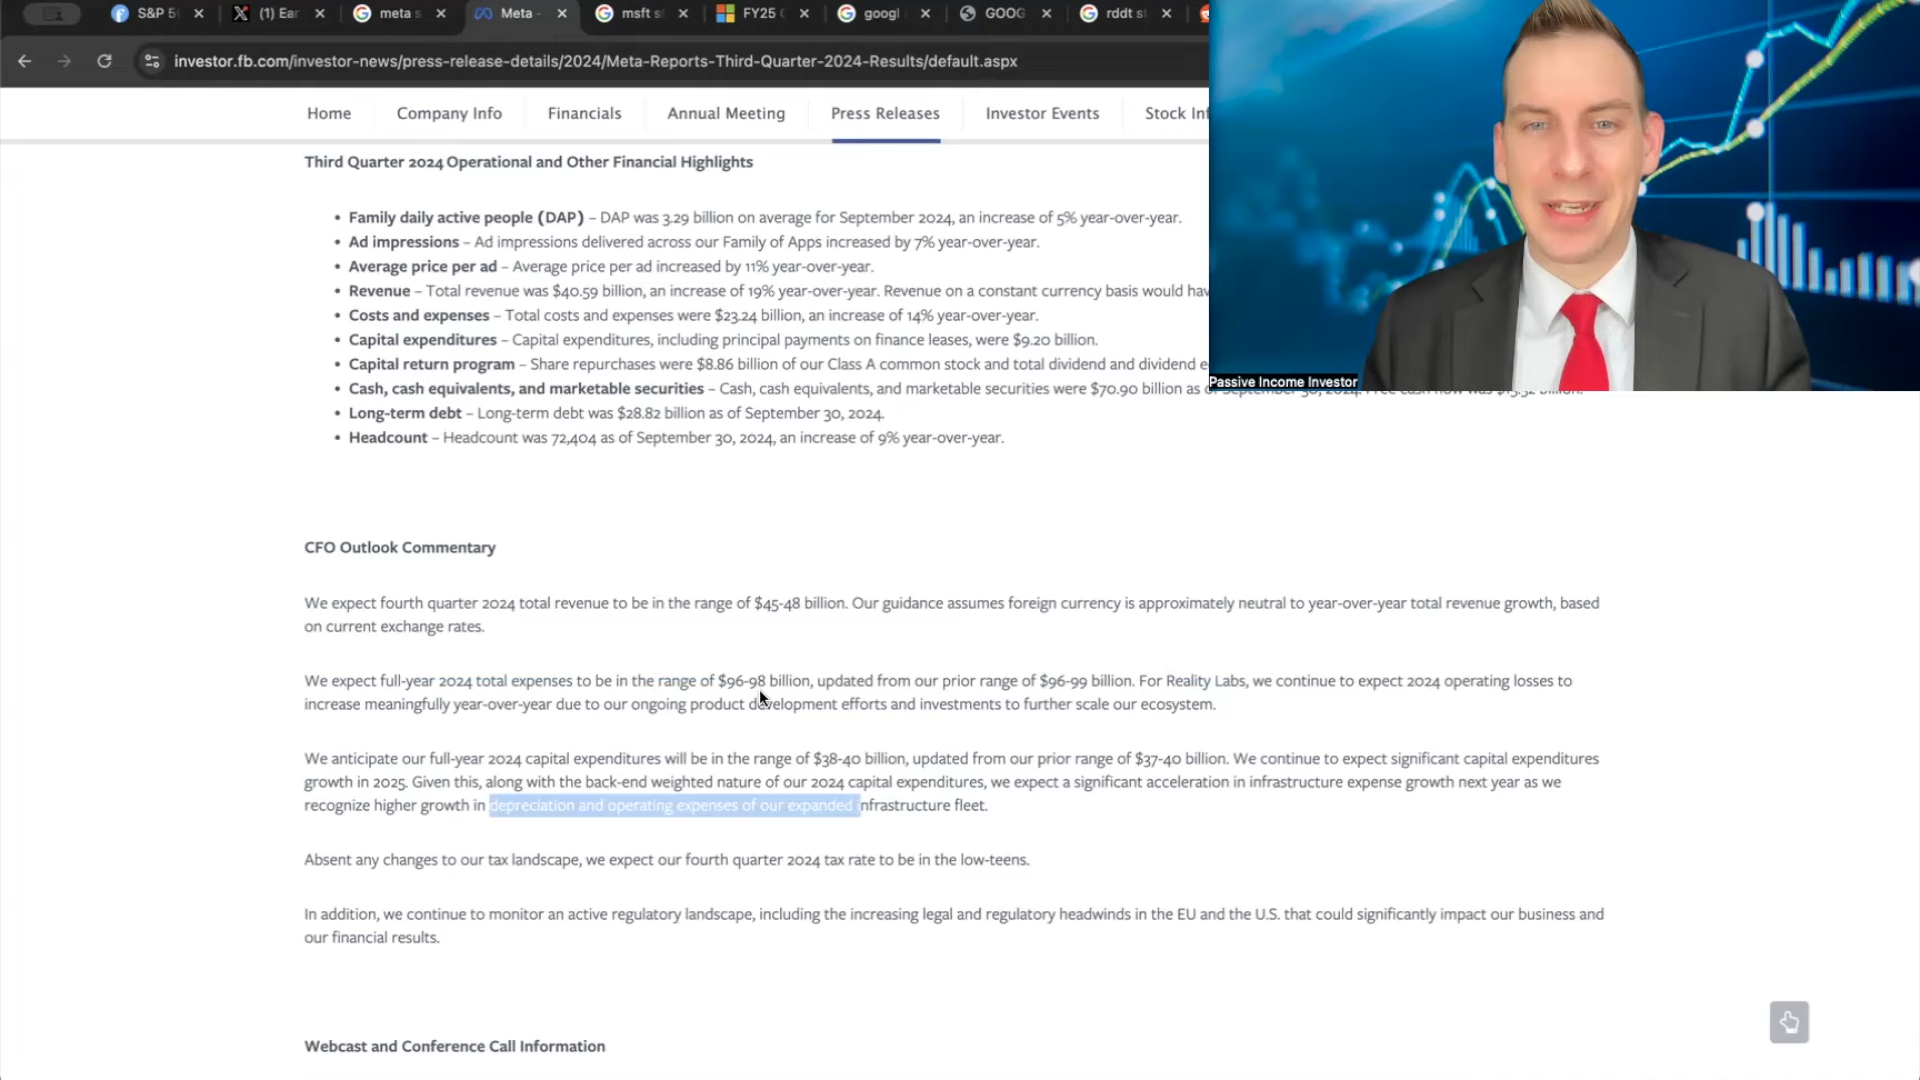 S&P 5
(1) Ear
meta s
Meta -
msft s
FY25
googl
GOOG
rddt s
investor.fb.com/investor-news/press-release-details/2024/Meta-Reports-Third-Quarter-2024-Results/default.aspx
Home Company Info Financials Annual Meeting Press Releases Investor Events Stock Inf
Third Quarter 2024 Operational and Other Financial Highlights
• Family daily active people (DAP) – DAP was 3.29 billion on average for September 2024, an increase of 5% year-over-year.
• Ad impressions – Ad impressions delivered across our Family of Apps increased by 7% year-over-year.
• Average price per ad – Average price per ad increased by 11% year-over-year.
• Revenue – Total revenue was $40.59 billion, an increase of 19% year-over-year. Revenue on a constant currency basis would hav
• Costs and expenses – Total costs and expenses were $23.24 billion, an increase of 14% year-over-year.
• Capital expenditures – Capital expenditures, including principal payments on finance leases, were $9.20 billion.
• Capital return program – Share repurchases were $8.86 billion of our Class A common stock and total dividend and dividend e
Passive Income Investor
• Cash, cash equivalents, and marketable securities – Cash, cash equivalents, and marketable securities were $70.90 billion as of September 30, 2024. Free cash flow was $15.52 billion.
• Long-term debt – Long-term debt was $28.82 billion as of September 30, 2024.
• Headcount – Headcount was 72,404 as of September 30, 2024, an increase of 9% year-over-year.
CFO Outlook Commentary
We expect fourth quarter 2024 total revenue to be in the range of $45-48 billion. Our guidance assumes foreign currency is approximately neutral to year-over-year total revenue growth, based
on current exchange rates.
We expect full-year 2024 total expenses to be in the range of $96-98 billion, updated from our prior range of $96-99 billion. For Reality Labs, we continue to expect 2024 operating losses to
increase meaningfully year-over-year due to our ongoing product development efforts and investments to further scale our ecosystem.
We anticipate our full-year 2024 capital expenditures will be in the range of $38-40 billion, updated from our prior range of $37-40 billion. We continue to expect significant capital expenditures
growth in 2025. Given this, along with the back-end weighted nature of our 2024 capital expenditures, we expect a significant acceleration in infrastructure expense growth next year as we
recognize higher growth in depreciation and operating expenses of our expanded infrastructure fleet.
Absent any changes to our tax landscape, we expect our fourth quarter 2024 tax rate to be in the low-teens.
In addition, we continue to monitor an active regulatory landscape, including the increasing legal and regulatory headwinds in the EU and the U.S. that could significantly impact our business and
our financial results.
Webcast and Conference Call Information